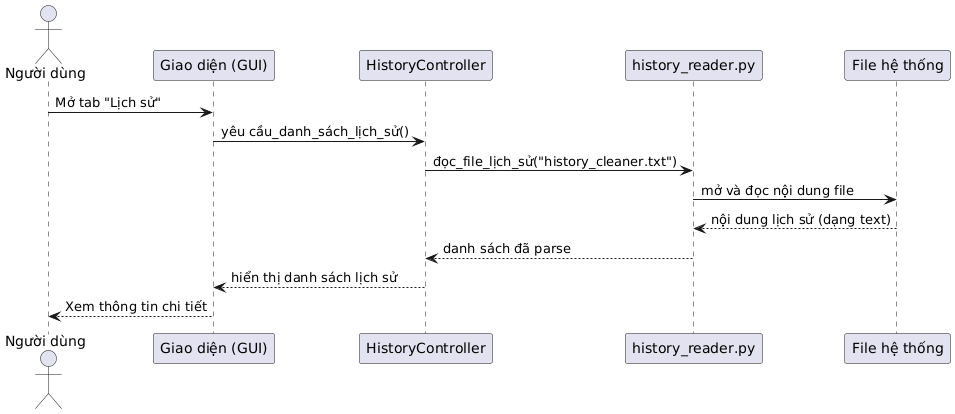 Người dùng
Giao diện (GUI)
HistoryController
history_reader.py
File hệ thống
Mở tab "Lịch sử"
yêu cầu_danh_sách_lịch_sử()
đọc_file_lịch_sử("history_cleaner.txt")
mở và đọc nội dung file
nội dung lịch sử (dạng text)
danh sách đã parse
hiển thị danh sách lịch sử
Xem thông tin chi tiết
Người dùng
Giao diện (GUI)
HistoryController
history_reader.py
File hệ thống